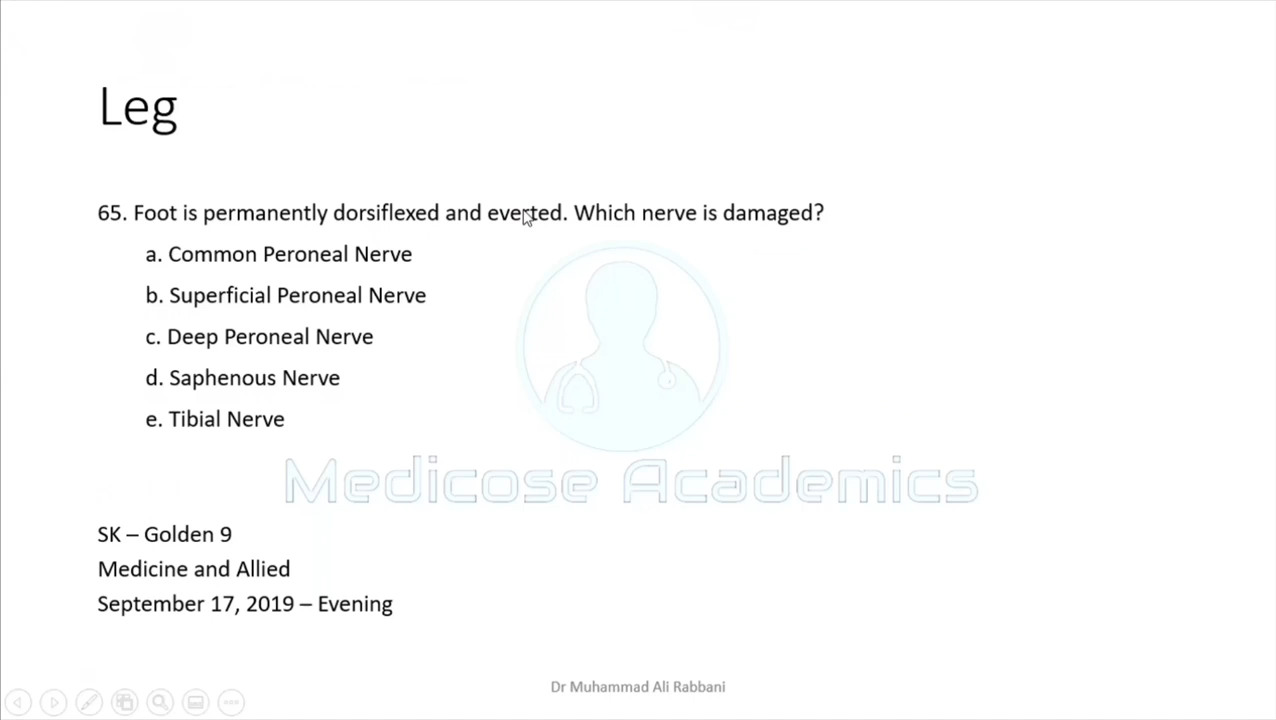 Leg
65. Foot is permanently dorsiflexed and everted. Which nerve is damaged?
a. Common Peroneal Nerve
b. Superficial Peroneal Nerve
c. Deep Peroneal Nerve
d. Saphenous Nerve
e. Tibial Nerve
Medicose Academics
SK – Golden 9
Medicine and Allied
September 17, 2019 – Evening
Dr Muhammad Ali Rabbani